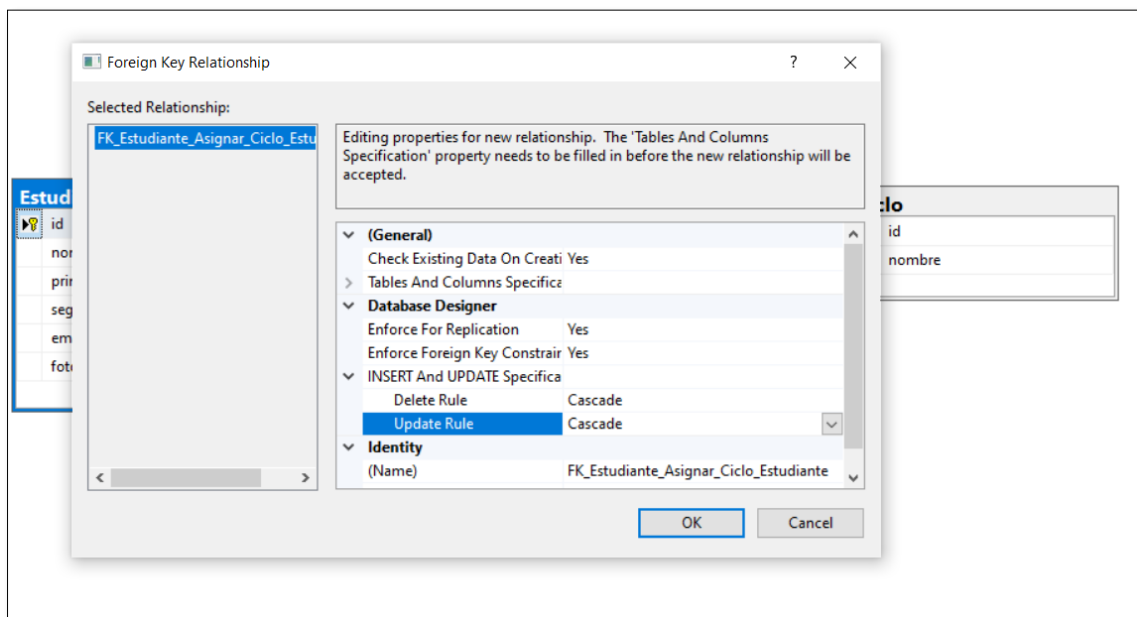 Foreign Key Relationship
?
Selected Relationship:
FK_Estudiante_Asignar_Ciclo_Estu
Editing properties for new relationship. The 'Tables And Columns
Specification' property needs to be filled in before the new relationship will be
accepted.
(General)
Check Existing Data On Creati Yes
Tables And Columns Specifica
Database Designer
Enforce For Replication Yes
Enforce Foreign Key Constrair Yes
INSERT And UPDATE Specifica
Delete Rule Cascade
Update Rule Cascade
Identity
(Name) FK_Estudiante_Asignar_Ciclo_Estudiante
OK Cancel
Estud
id
nor
prir
seg
em
fot
clo
id
nombre